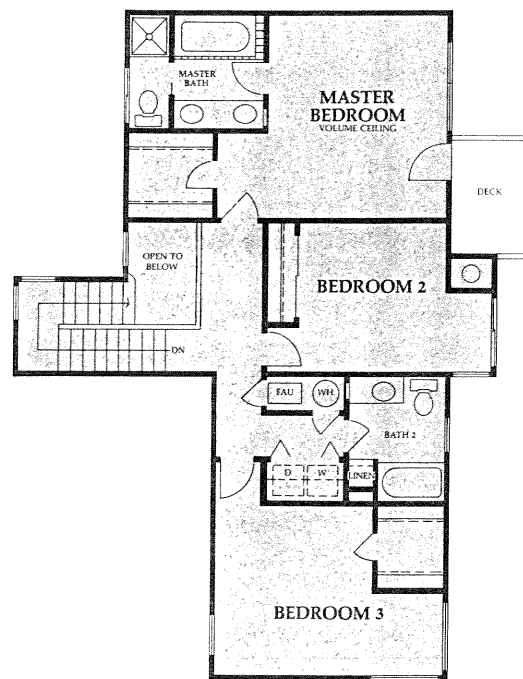 MASTER
BATH
MASTER
BEDROOM
VOLUME CEILING
DECK
OPEN TO
BELOW
BEDROOM 2
DN
FAU
WH
BATH 2
D
W
LINEN
BEDROOM 3